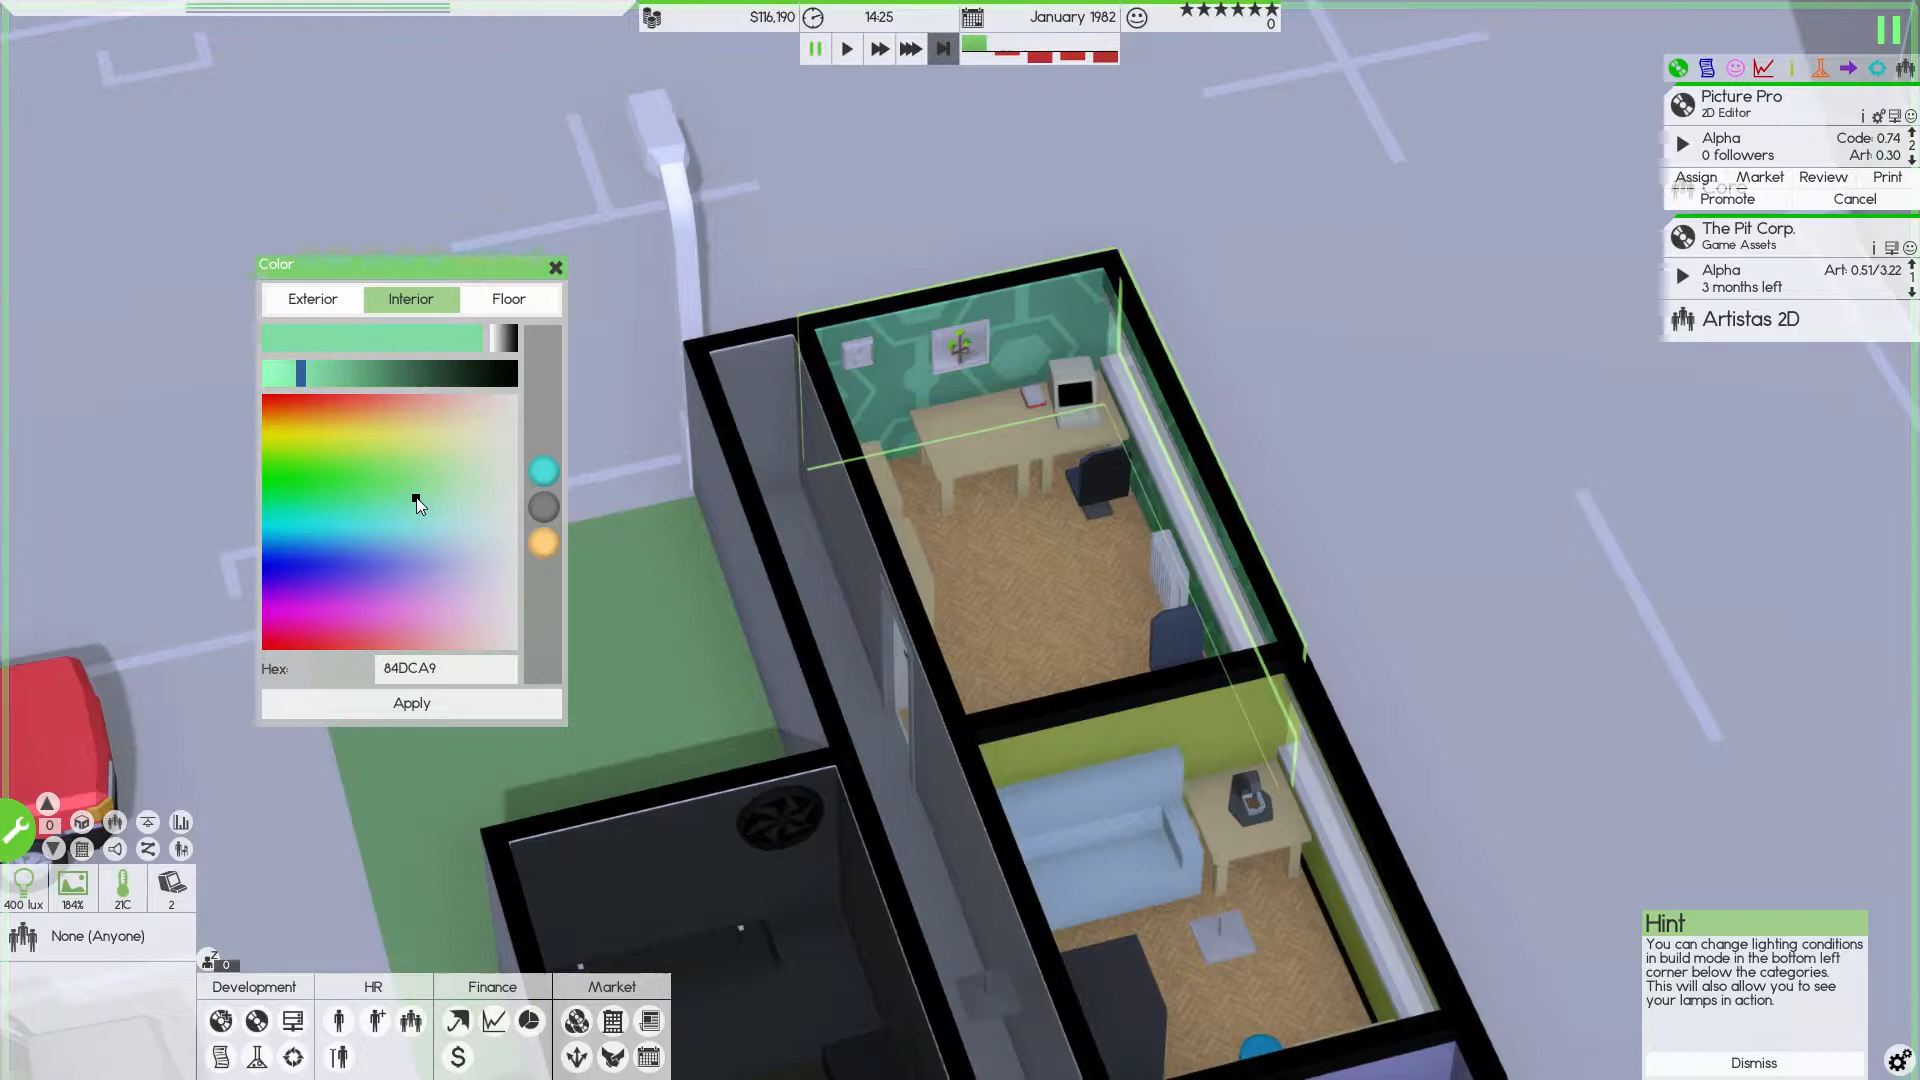 $116,190
14:25
January 1982
0
Picture Pro
2D Editor
Alpha
Code: 0.74
0 followers
Art: 0.30
2
Assign Market Review Print
Core
Promote Cancel
The Pit Corp.
Game Assets
Alpha
Art: 0.51/3.22
3 months left
1
Artistas 2D
Color
Exterior Interior Floor
Hex: 84DCA9
Apply
0
400 lux 184% 21C 2
None (Anyone)
Z
0
Development HR Finance Market
Hint
You can change lighting conditions
in build mode in the bottom left
corner below the categories.
This will also allow you to see
your lamps in action.
Dismiss